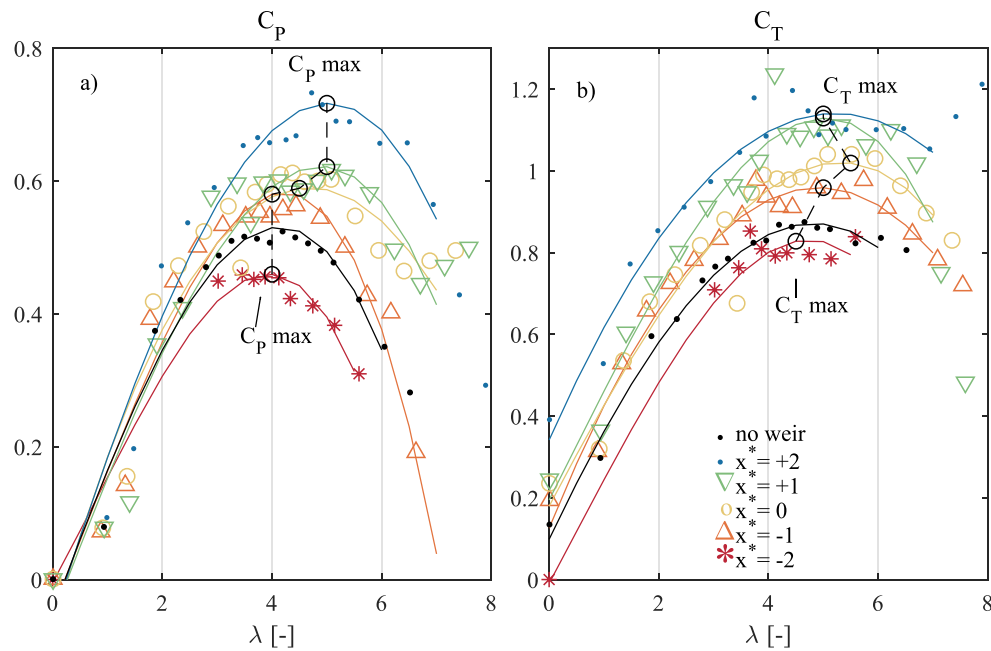 C_P
C_T
a)
C_P max
C_P max
0
0.2
0.4
0.6
0.8
0
2
4
6
8
λ [-]
b)
C_T max
C_T max
no weir
x* = +2
x* = +1
x* = 0
x* = -1
x* = -2
0
0.2
0.4
0.6
0.8
1
1.2
0
2
4
6
8
λ [-]